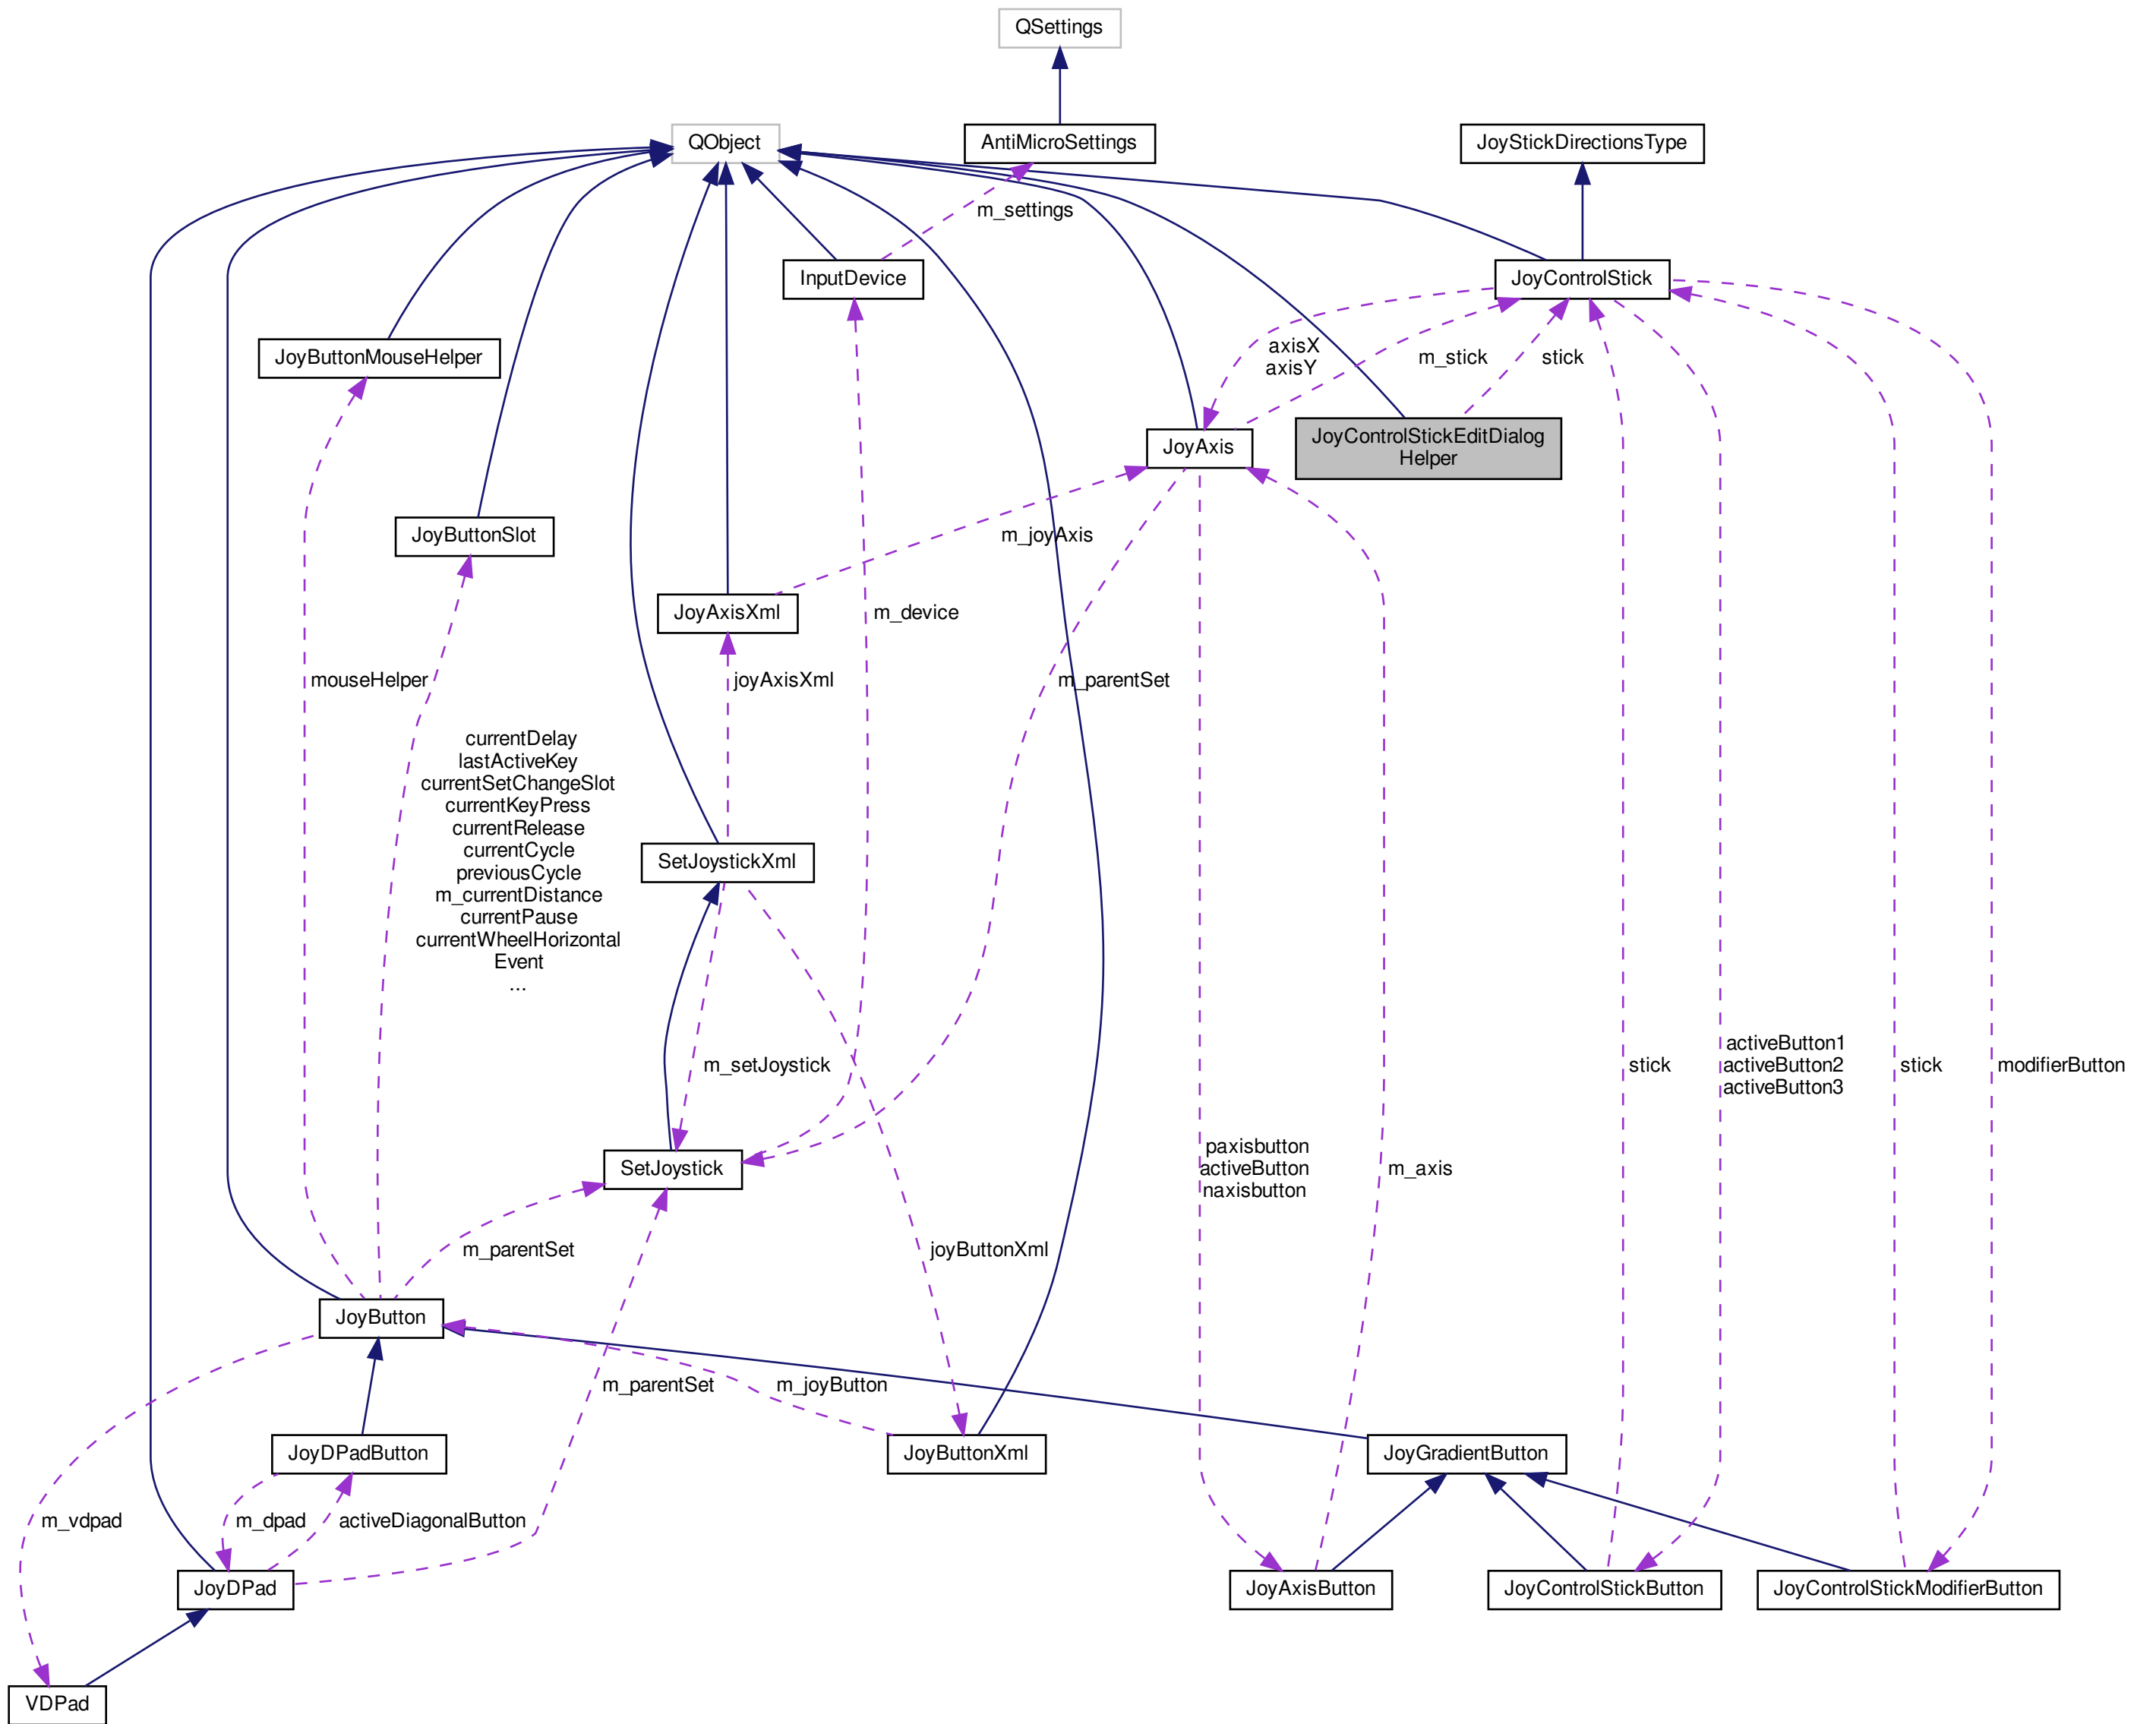 QSettings
QObject
AntiMicroSettings
JoyStickDirectionsType
m_settings
InputDevice
JoyControlStick
JoyButtonMouseHelper
axisX
axisY
m_stick
stick
JoyAxis
JoyControlStickEditDialog
Helper
JoyButtonSlot
m_joyAxis
JoyAxisXml
m_device
mouseHelper
joyAxisXml
m_parentSet
currentDelay
lastActiveKey
currentSetChangeSlot
currentKeyPress
currentRelease
currentCycle
previousCycle
m_currentDistance
currentPause
currentWheelHorizontal
Event
...
SetJoystickXml
m_setJoystick
stick
activeButton1
activeButton2
activeButton3
stick
modifierButton
SetJoystick
paxisbutton
activeButton
naxisbutton
m_axis
m_parentSet
joyButtonXml
JoyButton
m_parentSet
m_joyButton
JoyDPadButton
JoyButtonXml
JoyGradientButton
m_vdpad
m_dpad
activeDiagonalButton
JoyDPad
JoyAxisButton
JoyControlStickButton
JoyControlStickModifierButton
VDPad